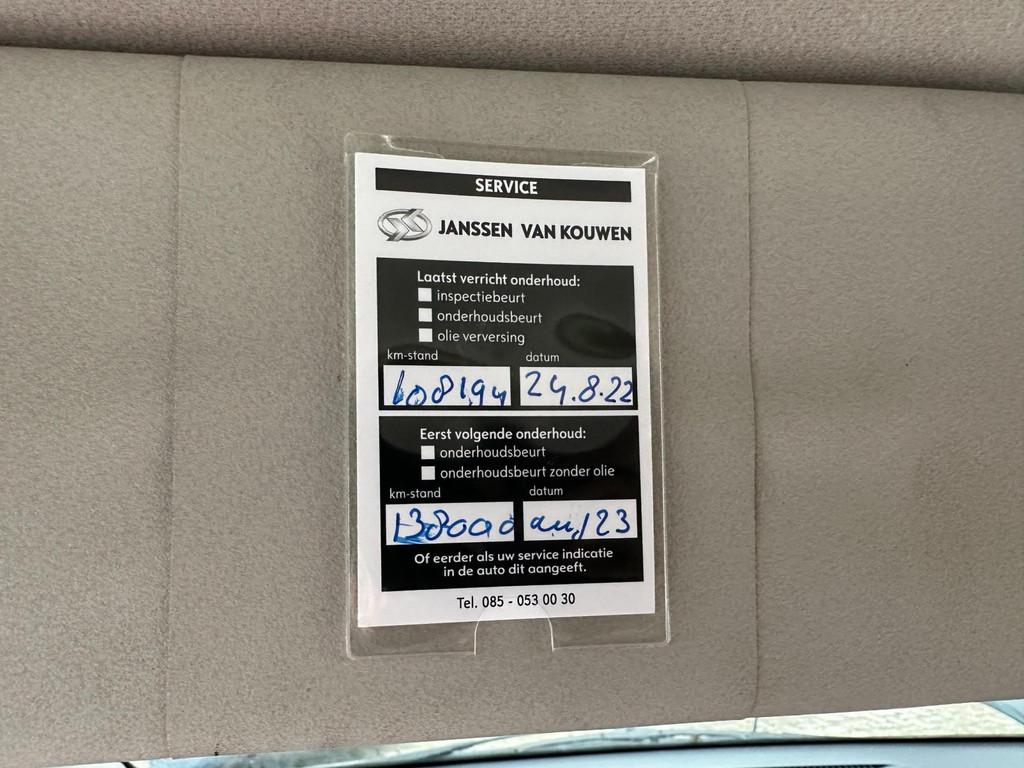 SERVICE
JANSSEN VAN KOUWEN
Laatst verricht onderhoud:
inspectiebeurt
onderhoudsbeurt
olie verversing
km-stand datum
108194 24.8.22
Eerst volgende onderhoud:
onderhoudsbeurt
onderhoudsbeurt zonder olie
km-stand datum
138000 aug 23
Of eerder als uw service indicatie
in de auto dit aangeeft.
Tel. 085 - 053 00 30